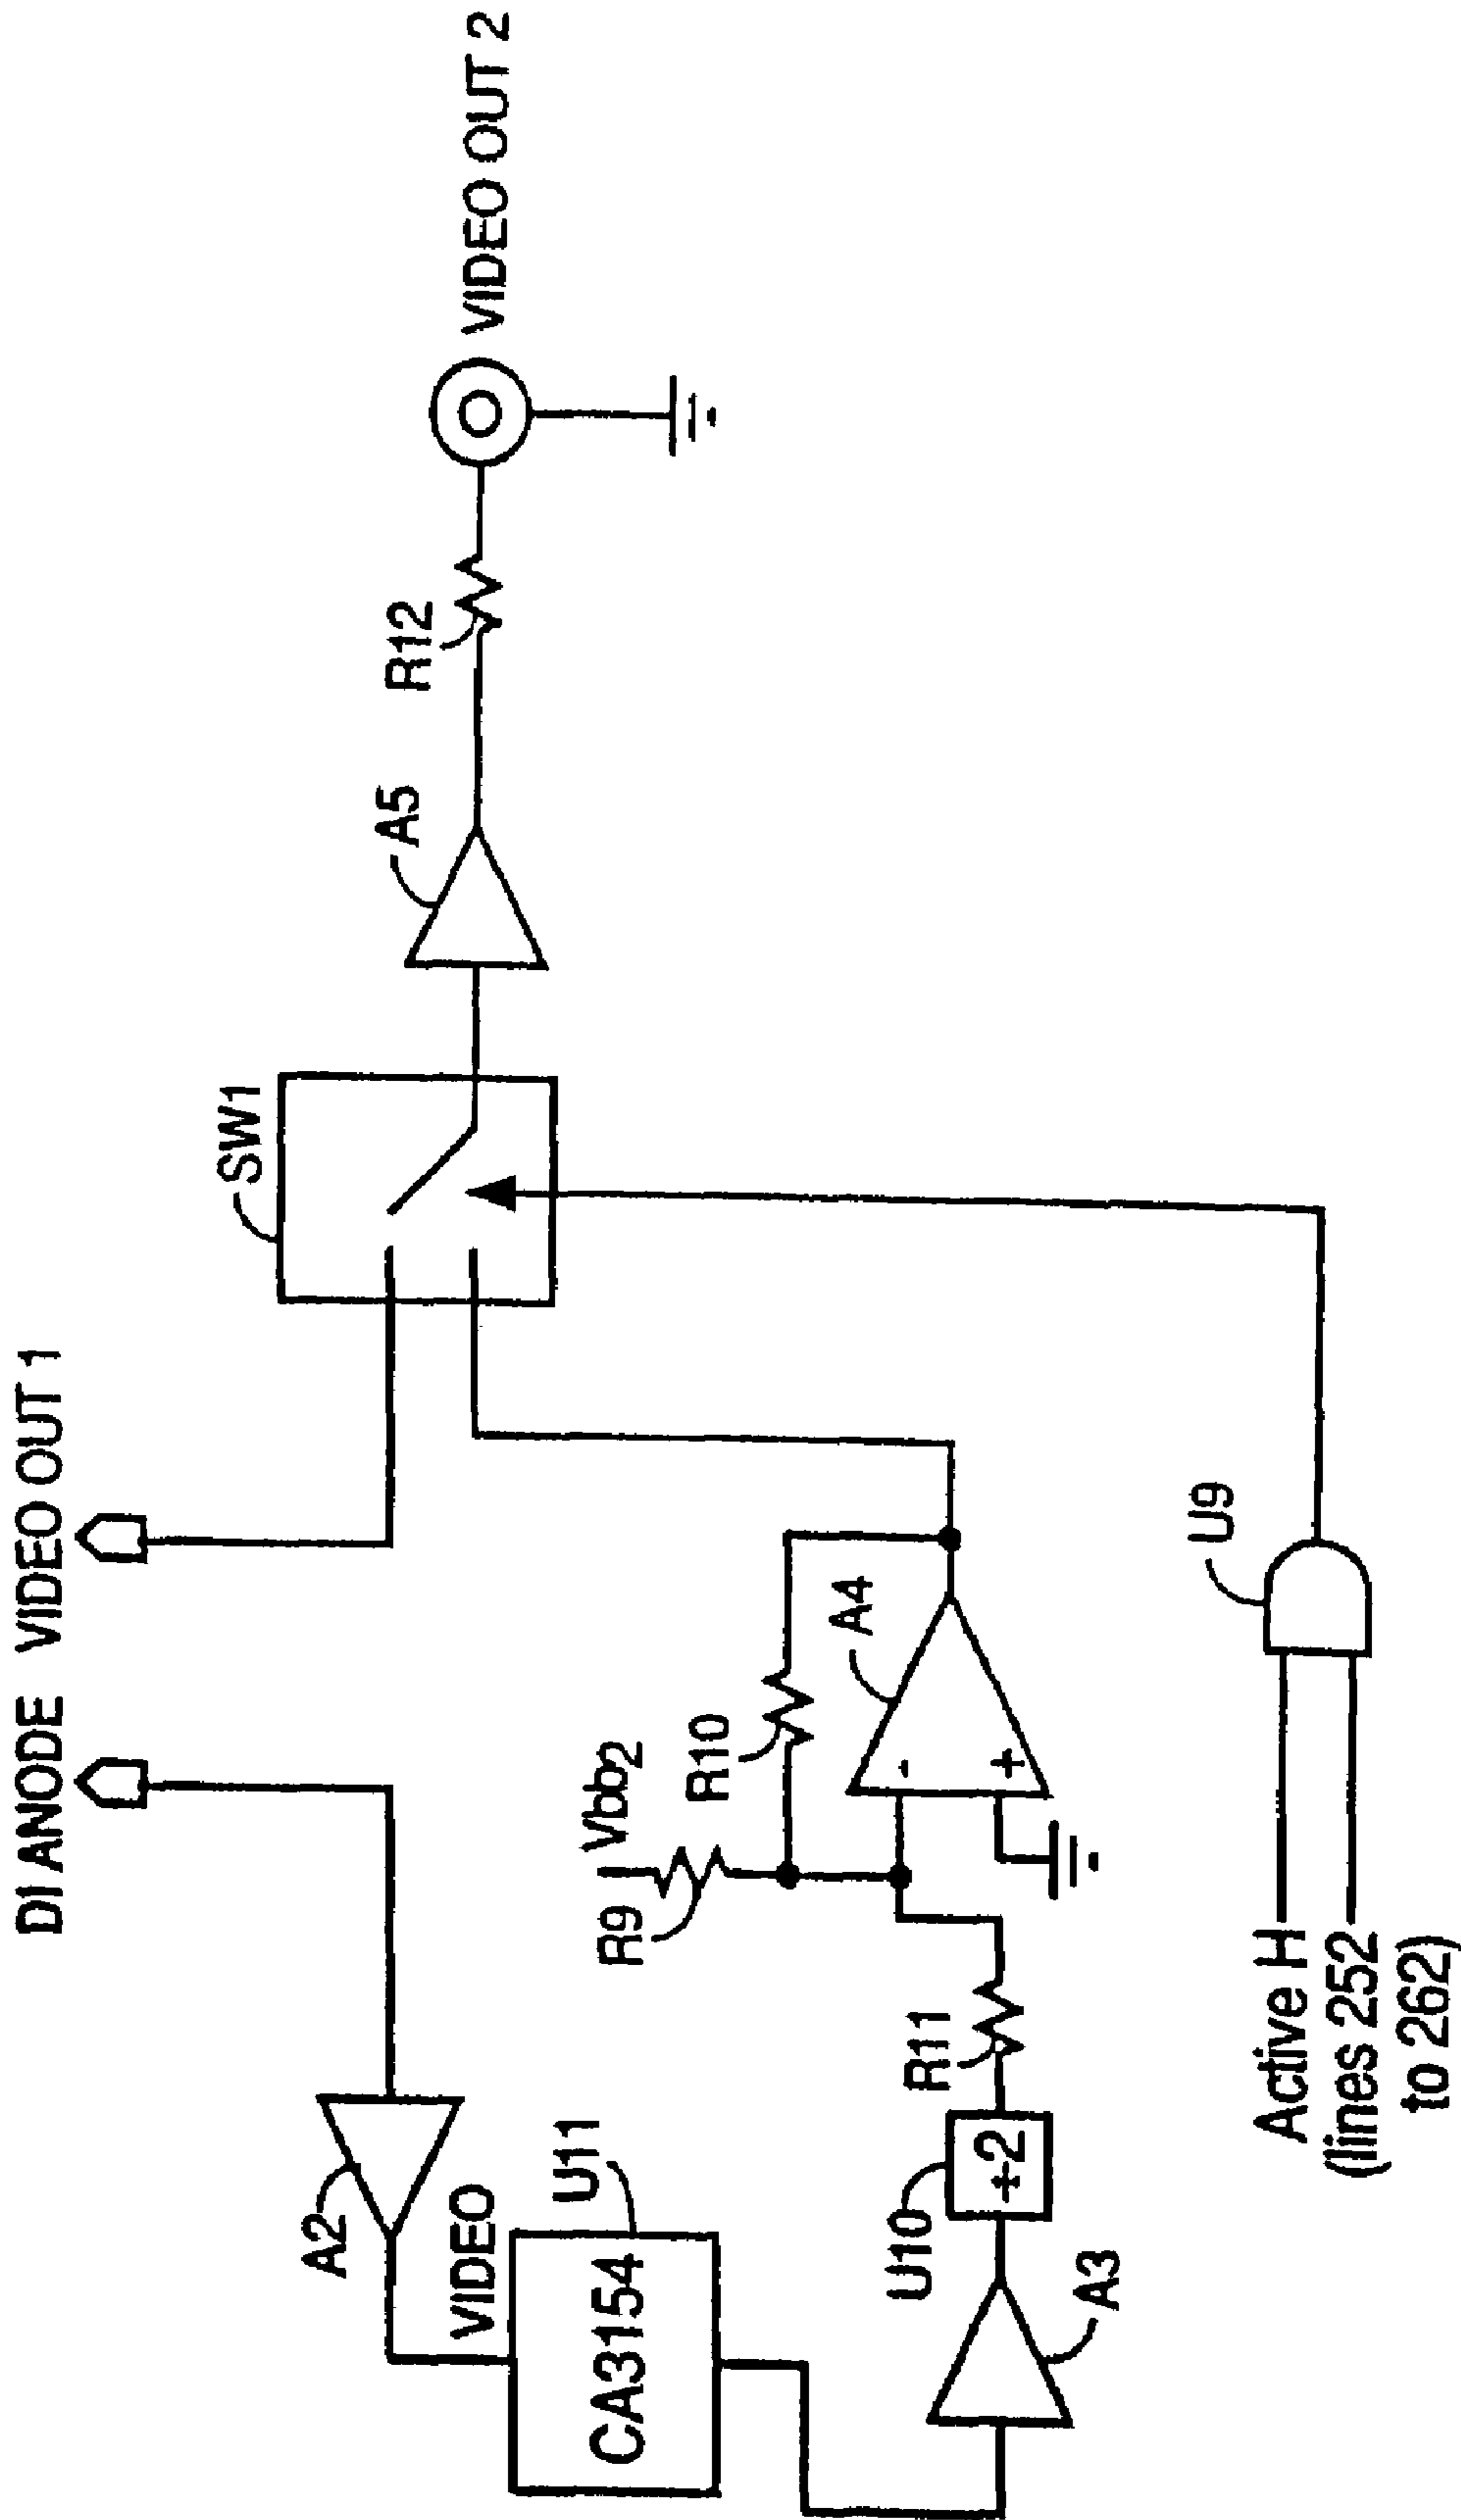 DI ANODE
VIDEO OUT 1
VIDEO OUT 2
SW1
A5
R12
A2
VIDEO
U11
CA3154
R9
Vbb2
R10
A4
-
+
U10
÷2
R11
A3
U9
Active H
(lines 252
to 262)